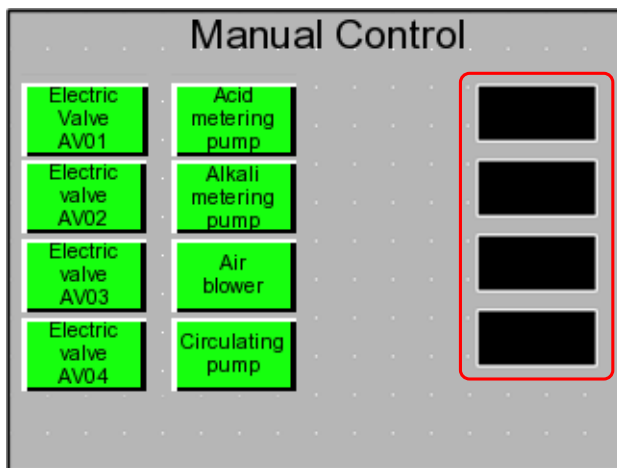 Manual Control
Electric
Valve
AV01
Acid
metering
pump
Electric
valve
AV02
Alkali
metering
pump
Electric
valve
AV03
Air
blower
Electric
valve
AV04
Circulating
pump